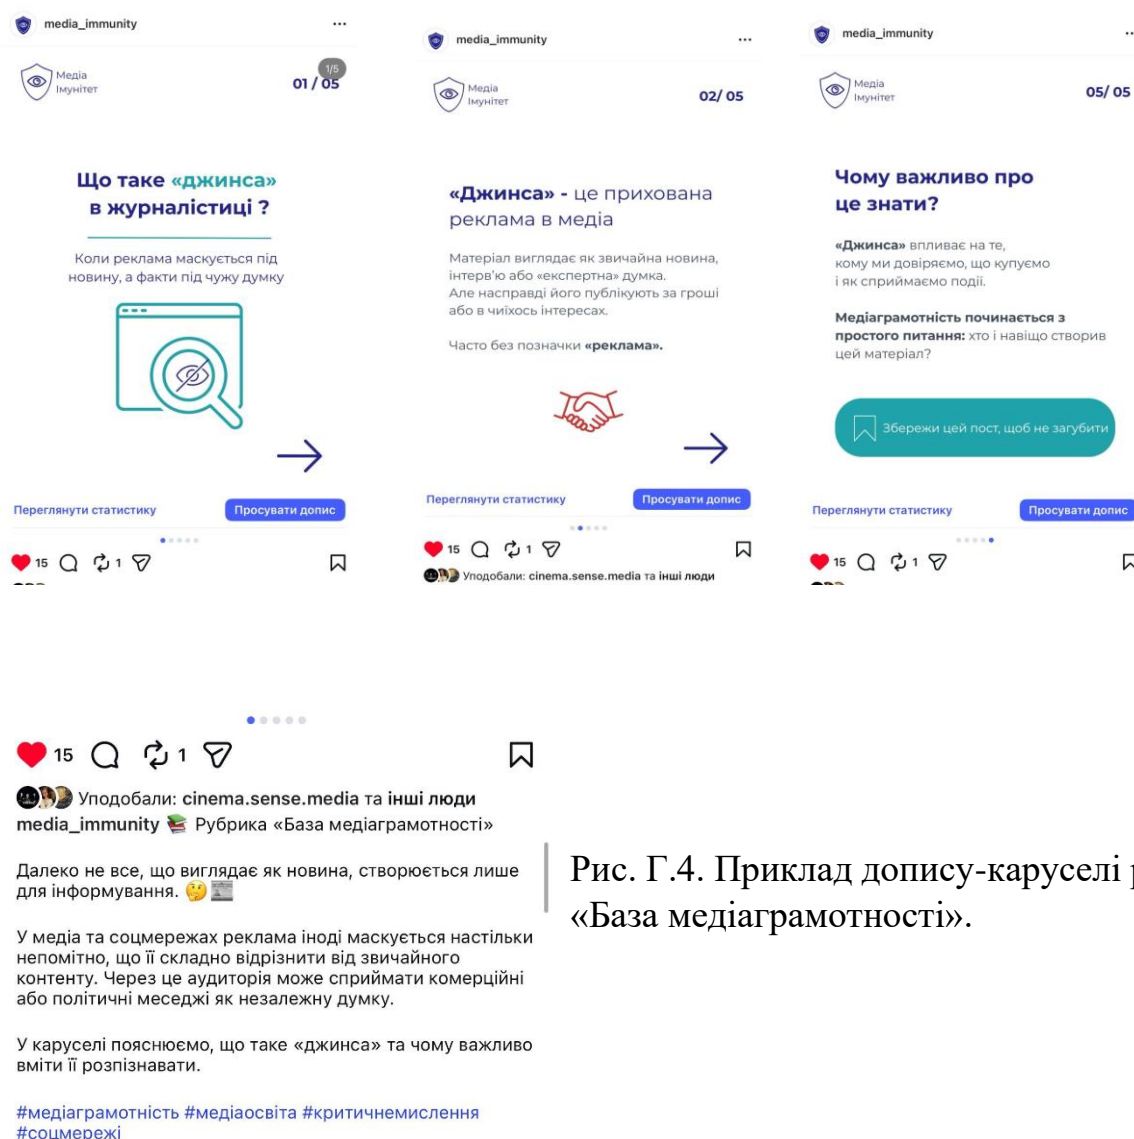 media_immunity
Медіа
Імунітет
1/5
01 / 05
Що таке «джинса»
в журналістиці ?
Коли реклама маскується під
новину, а факти під чужу думку
Переглянути статистику
Просувати допис
15
1
media_immunity
Медіа
Імунітет
02/ 05
«Джинса» - це прихована
реклама в медіа
Матеріал виглядає як звичайна новина,
інтерв’ю або «експертна» думка.
Але насправді його публікують за гроші
або в чиїхось інтересах.
Часто без позначки «реклама».
Переглянути статистику
Просувати допис
15
1
Уподобали: cinema.sense.media та інші люди
media_immunity
Медіа
Імунітет
05/ 05
Чому важливо про
це знати?
«Джинса» впливає на те,
кому ми довіряємо, що купуємо
і як сприймаємо події.
Медіаграмотність починається з
простого питання: хто і навіщо створив
цей матеріал?
Збережи цей пост, щоб не загубити
Переглянути статистику
Просувати допис
15
1
15
1
Уподобали: cinema.sense.media та інші люди
media_immunity 📚 Рубрика «База медіаграмотності»
Далеко не все, що виглядає як новина, створюється лише
для інформування. 🤔📰
У медіа та соцмережах реклама іноді маскується настільки
непомітно, що її складно відрізнити від звичайного
контенту. Через це аудиторія може сприймати комерційні
або політичні меседжі як незалежну думку.
У каруселі пояснюємо, що таке «джинса» та чому важливо
вміти її розпізнавати.
#медіаграмотність #медіаосвіта #критичнемислення
#соцмережі
Рис. Г.4. Приклад допису-каруселі
«База медіаграмотності».